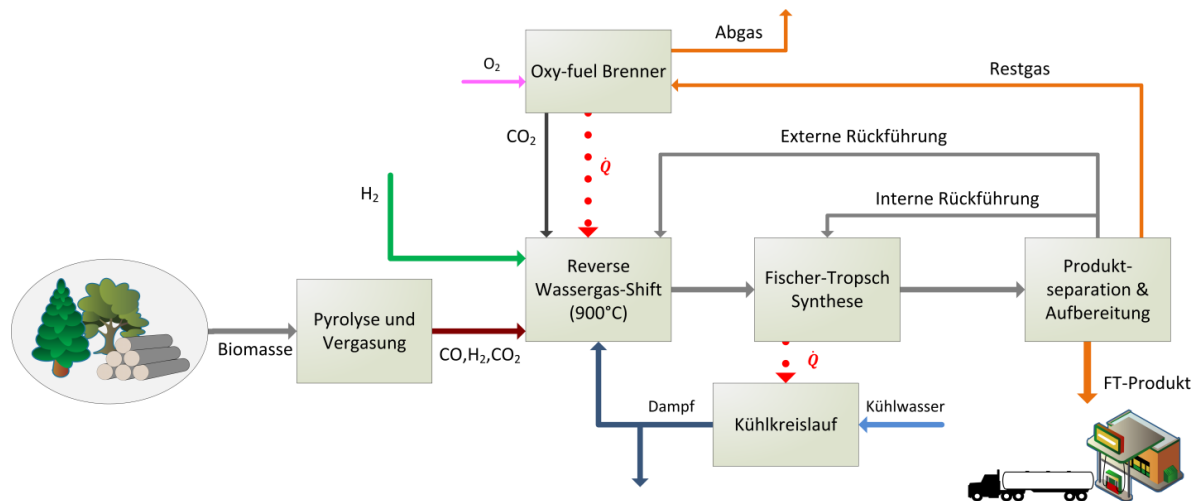 Abgas
O₂
Oxy-fuel Brenner
Restgas
CO₂
Q̇
Externe Rückführung
H₂
Interne Rückführung
Reverse
Wassergas-Shift
(900°C)
Fischer-Tropsch
Synthese
Produkt-
separation &
Aufbereitung
Pyrolyse und
Vergasung
Biomasse
CO,H₂,CO₂
Q̇
FT-Produkt
Dampf
Kühlkreislauf
Kühlwasser